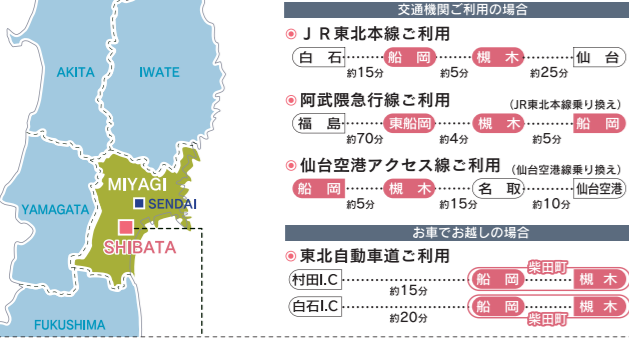 AKITA
IWATE
MIYAGI
SENDAI
YAMAGATA
SHIBATA
FUKUSHIMA
交通機関ご利用の場合
JR東北本線ご利用
白 石 船 岡 槻 木 仙 台
約15分 約5分 約25分
阿武隈急行線ご利用 (JR東北本線乗り換え)
福 島 東船岡 槻 木 船 岡
約70分 約4分 約5分
仙台空港アクセス線ご利用 (仙台空港線乗り換え)
船 岡 槻 木 名 取 仙台空港
約5分 約15分 約10分
お車でお越しの場合
東北自動車道ご利用
柴田町
村田I.C 船 岡 槻 木
約15分
白石I.C 船 岡 槻 木
約20分 柴田町